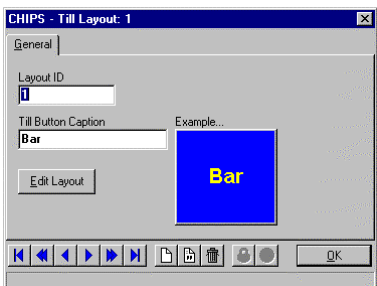 CHIPS - Till Layout: 1
General
Layout ID
1
Till Button Caption
Example...
Bar
Bar
Edit Layout
OK